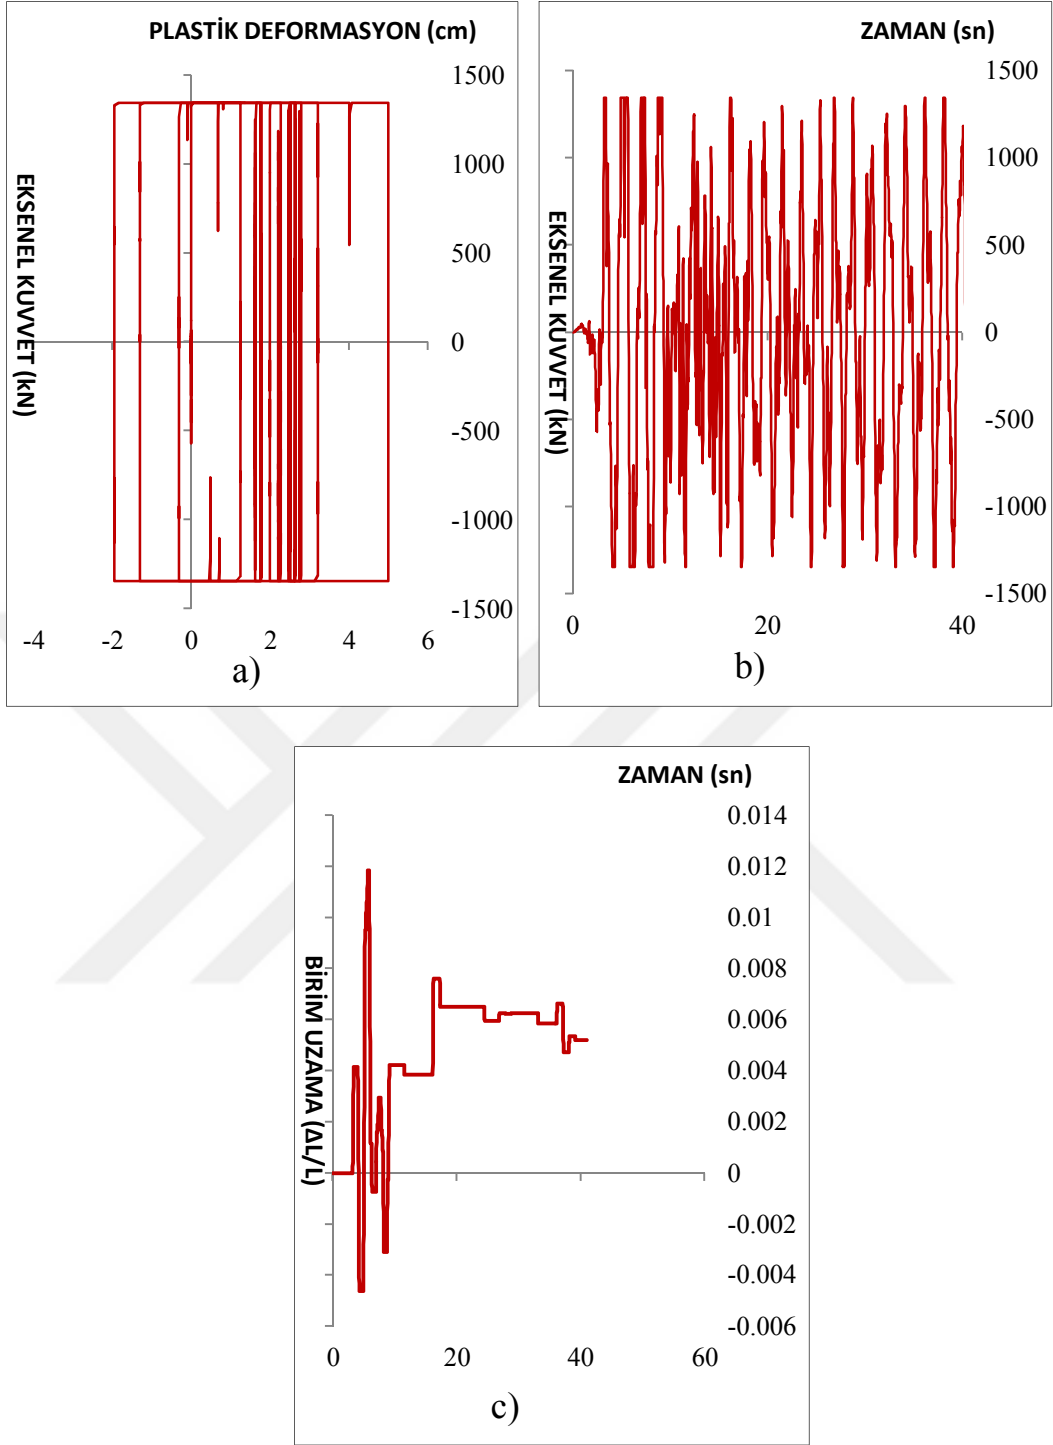 PLASTİK DEFORMASYON (cm)
EKSENEL KUVVET (kN)
1500
1000
500
0
-500
-1000
-1500
-4 -2 0 2 4 6
a)
ZAMAN (sn)
EKSENEL KUVVET (kN)
1500
1000
500
0
-500
-1000
-1500
0 20 40
b)
ZAMAN (sn)
BİRİM UZAMA (ΔL/L)
0.014
0.012
0.01
0.008
0.006
0.004
0.002
0
-0.002
-0.004
-0.006
0 20 40 60
c)